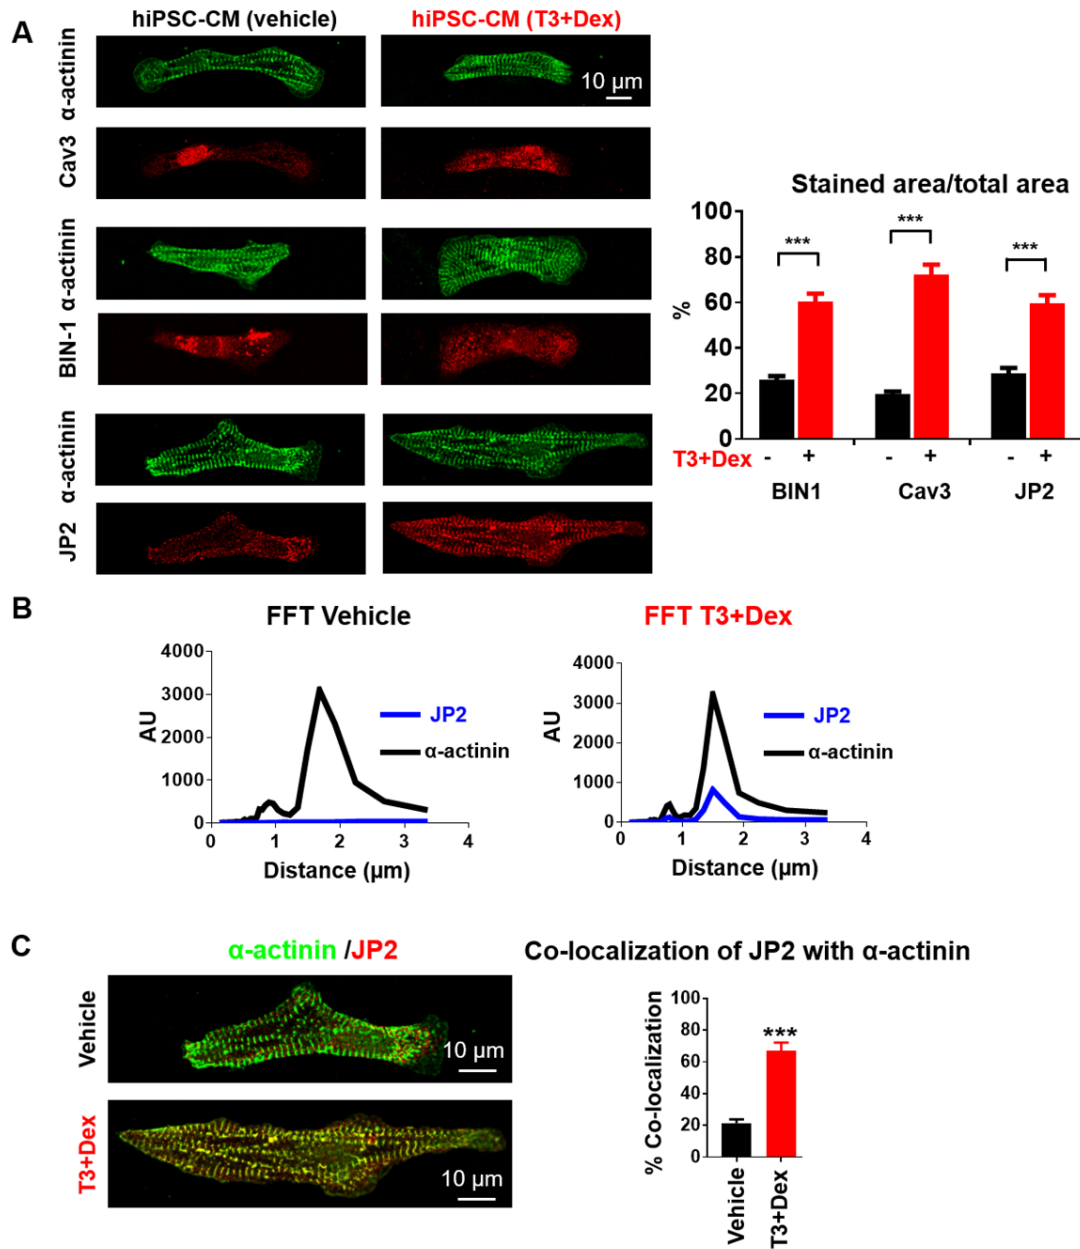 A
hiPSC-CM (vehicle)
hiPSC-CM (T3+Dex)
α-actinin
10 µm
Cav3
α-actinin
BIN-1
α-actinin
JP2
Stained area/total area
100
80
60
40
20
0
%
***
***
***
T3+Dex - + - + - +
BIN1 Cav3 JP2
B
FFT Vehicle
4000
3000
2000
1000
0
AU
JP2
α-actinin
0 1 2 3 4
Distance (µm)
FFT T3+Dex
4000
3000
2000
1000
0
AU
JP2
α-actinin
0 1 2 3 4
Distance (µm)
C
α-actinin /JP2
Vehicle
10 µm
T3+Dex
10 µm
Co-localization of JP2 with α-actinin
% Co-localization
100
80
60
40
20
0
***
Vehicle
T3+Dex